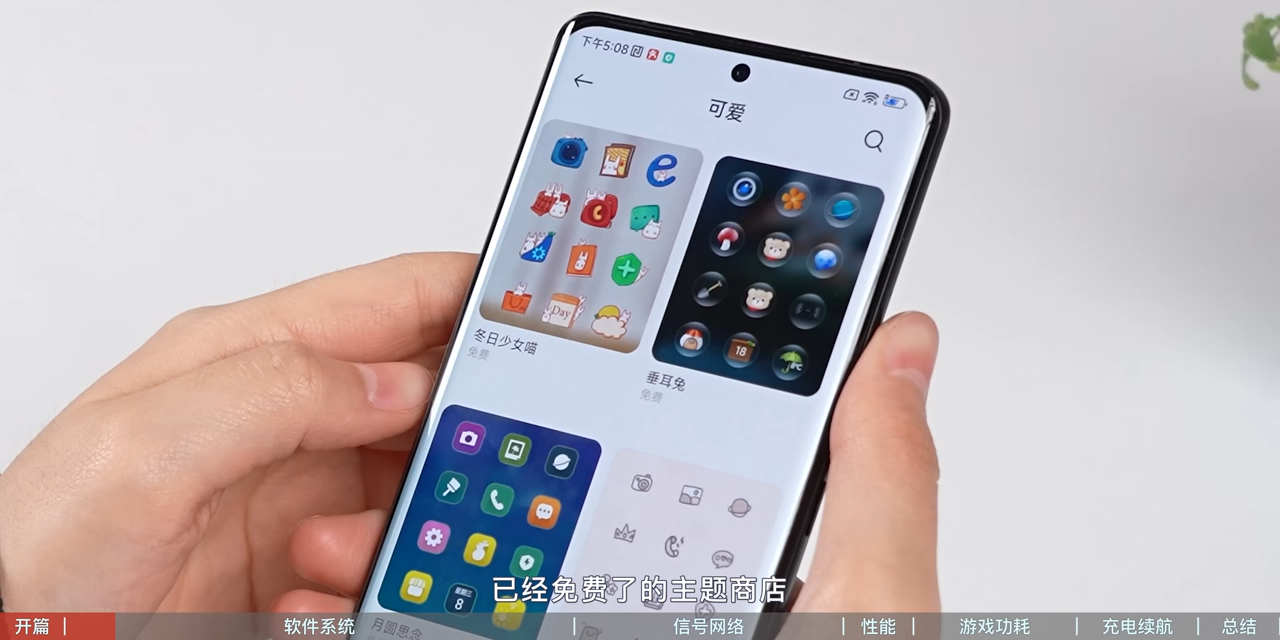 下午5:08
可爱
Day
冬日少女喵
免费
18
垂耳兔
免费
星期三
8
月圆思念
已经免费了的主题商店
开篇 | 软件系统 | 信号网络 | 性能 | 游戏功耗 | 充电续航 | 总结